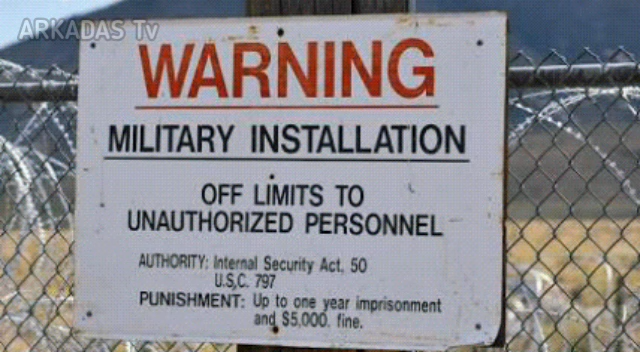 ARKADAS Tv
WARNING
MILITARY INSTALLATION
OFF LIMITS TO
UNAUTHORIZED PERSONNEL
AUTHORITY: Internal Security Act, 50
U.S.C. 797
PUNISHMENT: Up to one year imprisonment
and $5,000. fine.